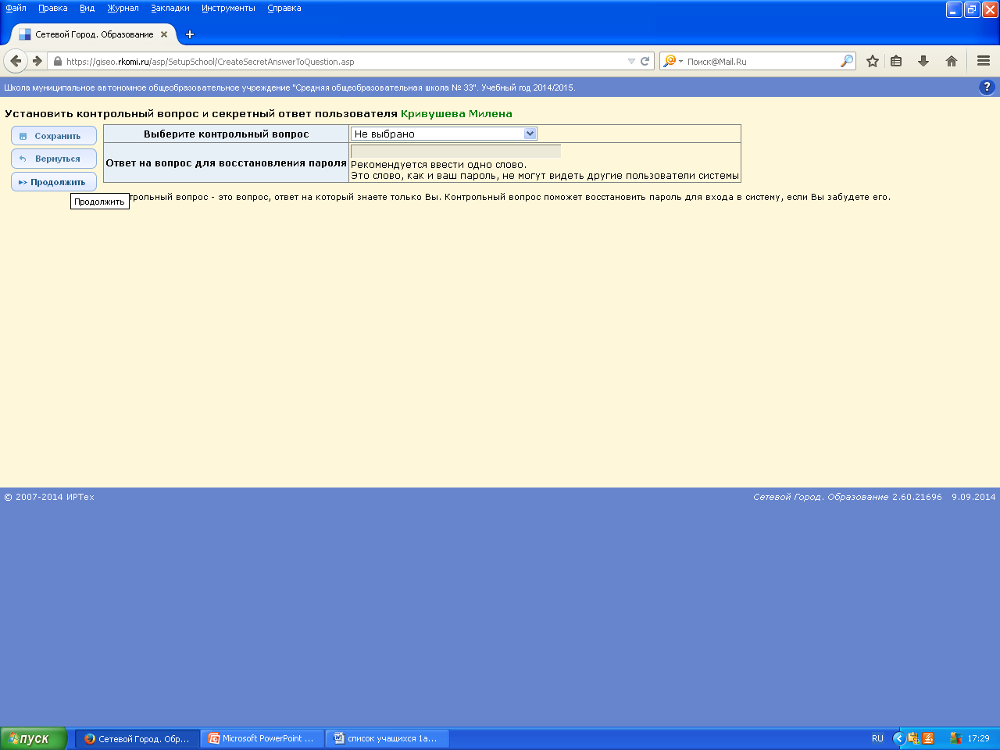 Файл Правка Вид Журнал Закладки Инструменты Справка
Сетевой Город. Образование
https://giseo.rkomi.ru/asp/SetupSchool/CreateSecretAnswerToQuestion.asp
Поиск@Mail.Ru
Школа муниципальное автономное общеобразовательное учреждение "Средняя общеобразовательная школа № 33". Учебный год 2014/2015.
?
Установить контрольный вопрос и секретный ответ пользователя Кривушева Милена
Сохранить
Вернуться
Продолжить
Выберите контрольный вопрос
Не выбрано
Ответ на вопрос для восстановления пароля
Рекомендуется ввести одно слово.
Это слово, как и ваш пароль, не могут видеть другие пользователи системы
Продолжить
трольный вопрос - это вопрос, ответ на который знаете только Вы. Контрольный вопрос поможет восстановить пароль для входа в систему, если Вы забудете его.
© 2007-2014 ИРТех
Сетевой Город. Образование 2.60.21696 9.09.2014
пуск
Сетевой Город. Обр...
Microsoft PowerPoint ...
список учащихся 1а...
RU
17:29